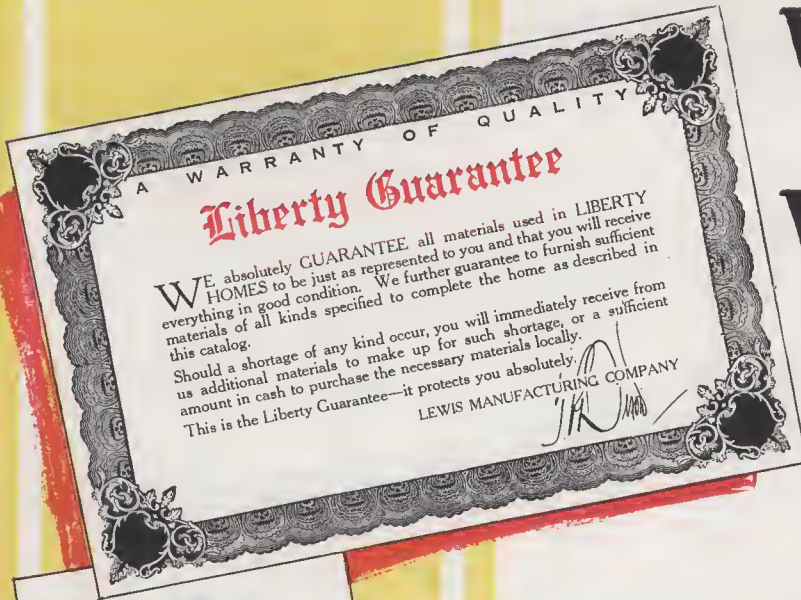 A WARRANTY OF QUALITY
Liberty Guarantee
WE absolutely GUARANTEE all materials used in LIBERTY
HOMES to be just as represented to you and that you will receive
everything in good condition. We further guarantee to furnish sufficient
materials of all kinds specified to complete the home as described in
this catalog.
Should a shortage of any kind occur, you will immediately receive from
us additional materials to make up for such shortage, or a sufficient
amount in cash to purchase the necessary materials locally.
This is the Liberty Guarantee—it protects you absolutely.
LEWIS MANUFACTURING COMPANY